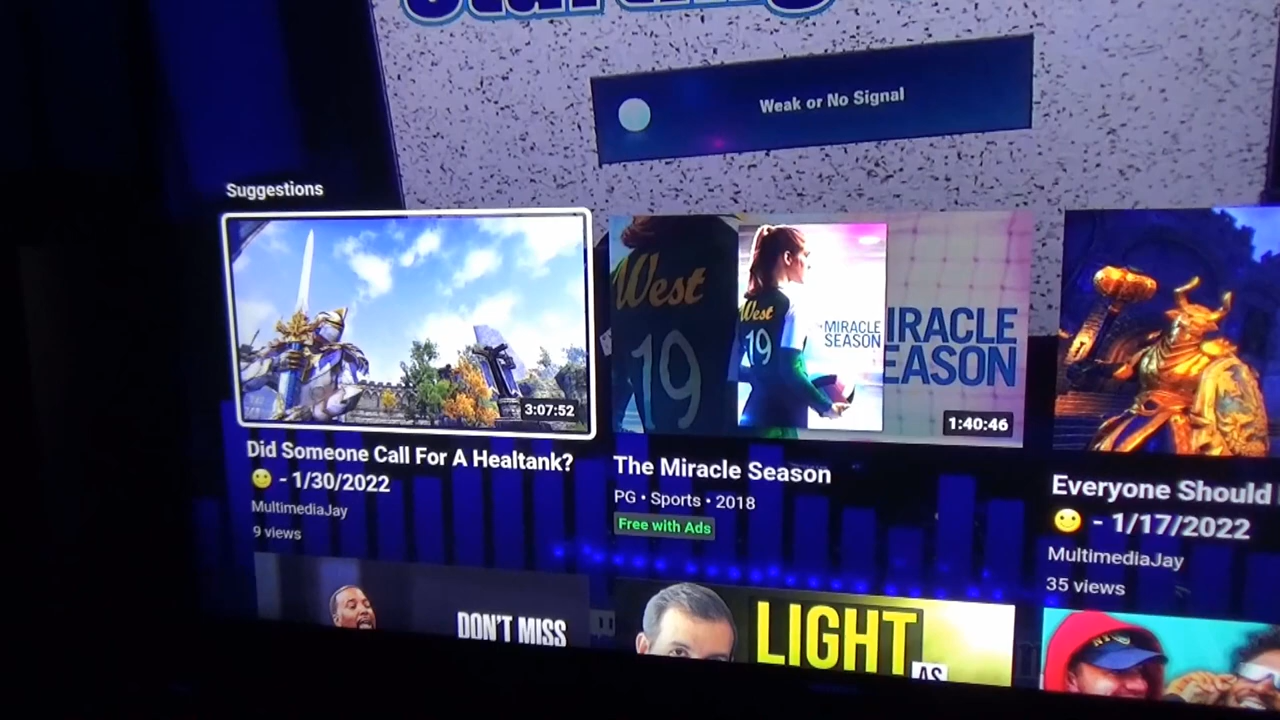 Starting
Weak or No Signal
Suggestions
3:07:52
Did Someone Call For A Healtank?
🙂 - 1/30/2022
MultimediaJay
9 views
West
19
West
19
MIRACLE
SEASON
IRACLE
EASON
1:40:46
The Miracle Season
PG • Sports • 2018
Free with Ads
Everyone Should
🙂 - 1/17/2022
MultimediaJay
35 views
DON'T MISS
LIGHT
AS